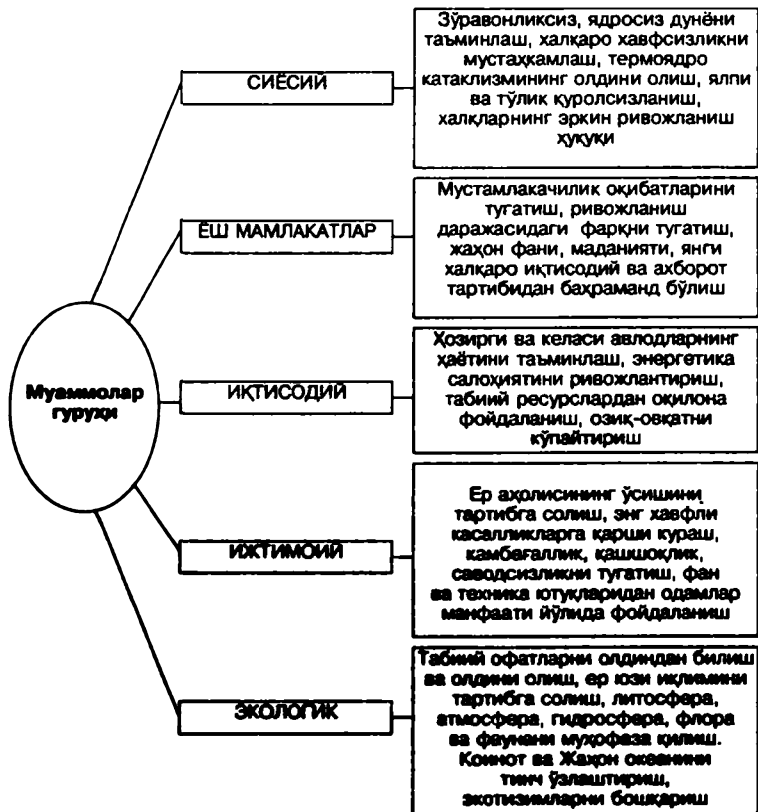 Муаммолар
гуруҳи
СИЁСИЙ
Зўравонликсиз, ядросиз дунёни
таъминлаш, халқаро хавфсизликни
мустаҳкамлаш, термоядро
катаклизмининг олдини олиш, ялпи
ва тўлик қуролсизланиш,
халқларнинг эркин ривожланиш
ҳуқуқи
ЁШ МАМЛАКАТЛАР
Мустамлакачилик оқибатларини
тугатиш, ривожланиш
даражасидаги фарқни тугатиш,
жаҳон фани, маданияти, янги
халқаро иқтисодий ва ахборот
тартибидан баҳраманд бўлиш
ИҚТИСОДИЙ
Ҳозирги ва келаси авлодларнинг
ҳаётини таъминлаш, энергетика
салоҳиятини ривожлантириш,
табиий ресурслардан оқилона
фойдаланиш, озиқ-овқатни
кўпайтириш
ИЖТИМОИЙ
Ер аҳолисининг ўсишини
тартибга солиш, энг хавфли
касалликларга қарши кураш,
камбағаллик, қашшоқлик,
саводсизликни тугатиш, фан
ва техника ютуқларидан одамлар
манфаати йўлида фойдаланиш
ЭКОЛОГИК
Табиий офатларни олдиндан билиш
ва олдини олиш, ер юзи иқлимини
тартибга солиш, литосфера,
атмосфера, гидросфера, флора
ва фаунани муҳофаза қилиш.
Коинот ва Жаҳон океанини
тинч ўзлаштириш,
экотизимларни бошқариш